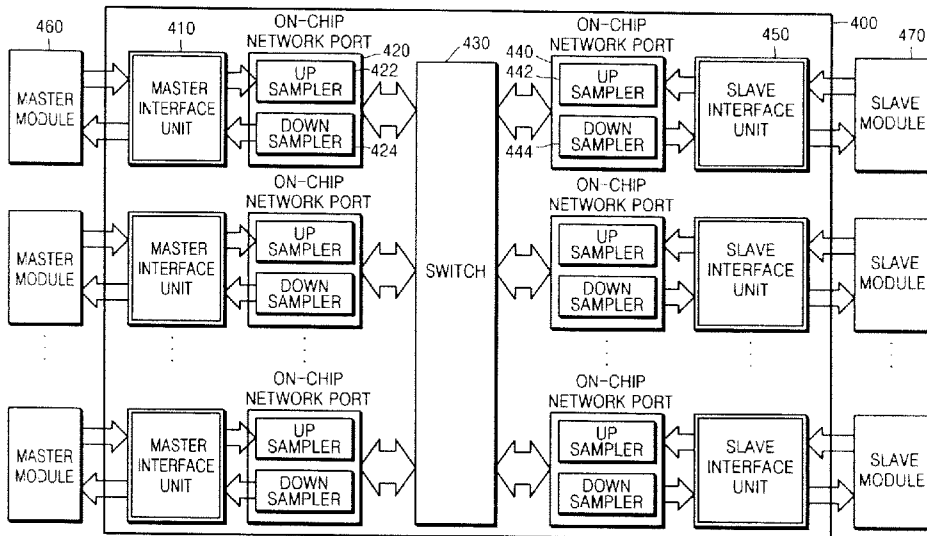 460
410
ON-CHIP
NETWORK PORT
420
422
430
ON-CHIP
NETWORK PORT
440
442
450
400
470
MASTER
MODULE
MASTER
INTERFACE
UNIT
UP
SAMPLER
DOWN
SAMPLER
424
UP
SAMPLER
DOWN
SAMPLER
444
SLAVE
INTERFACE
UNIT
SLAVE
MODULE
ON-CHIP
NETWORK PORT
ON-CHIP
NETWORK PORT
MASTER
MODULE
MASTER
INTERFACE
UNIT
UP
SAMPLER
DOWN
SAMPLER
SWITCH
UP
SAMPLER
DOWN
SAMPLER
SLAVE
INTERFACE
UNIT
SLAVE
MODULE
ON-CHIP
NETWORK PORT
ON-CHIP
NETWORK PORT
MASTER
MODULE
MASTER
INTERFACE
UNIT
UP
SAMPLER
DOWN
SAMPLER
UP
SAMPLER
DOWN
SAMPLER
SLAVE
INTERFACE
UNIT
SLAVE
MODULE